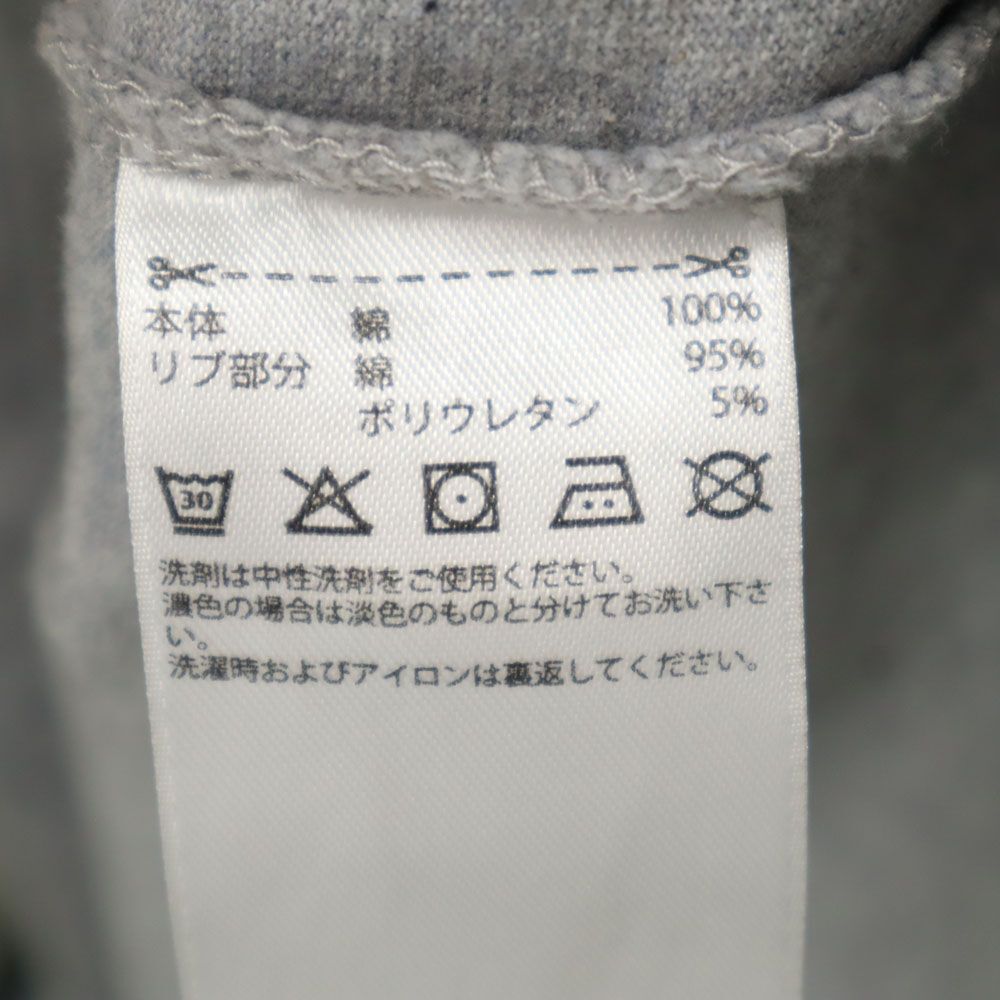 本体 綿 100%
リブ部分 綿 95%
ポリウレタン 5%
30
洗剤は中性洗剤をご使用ください。
濃色の場合は淡色のものと分けてお洗い下さ
い。
洗濯時およびアイロンは裏返してください。